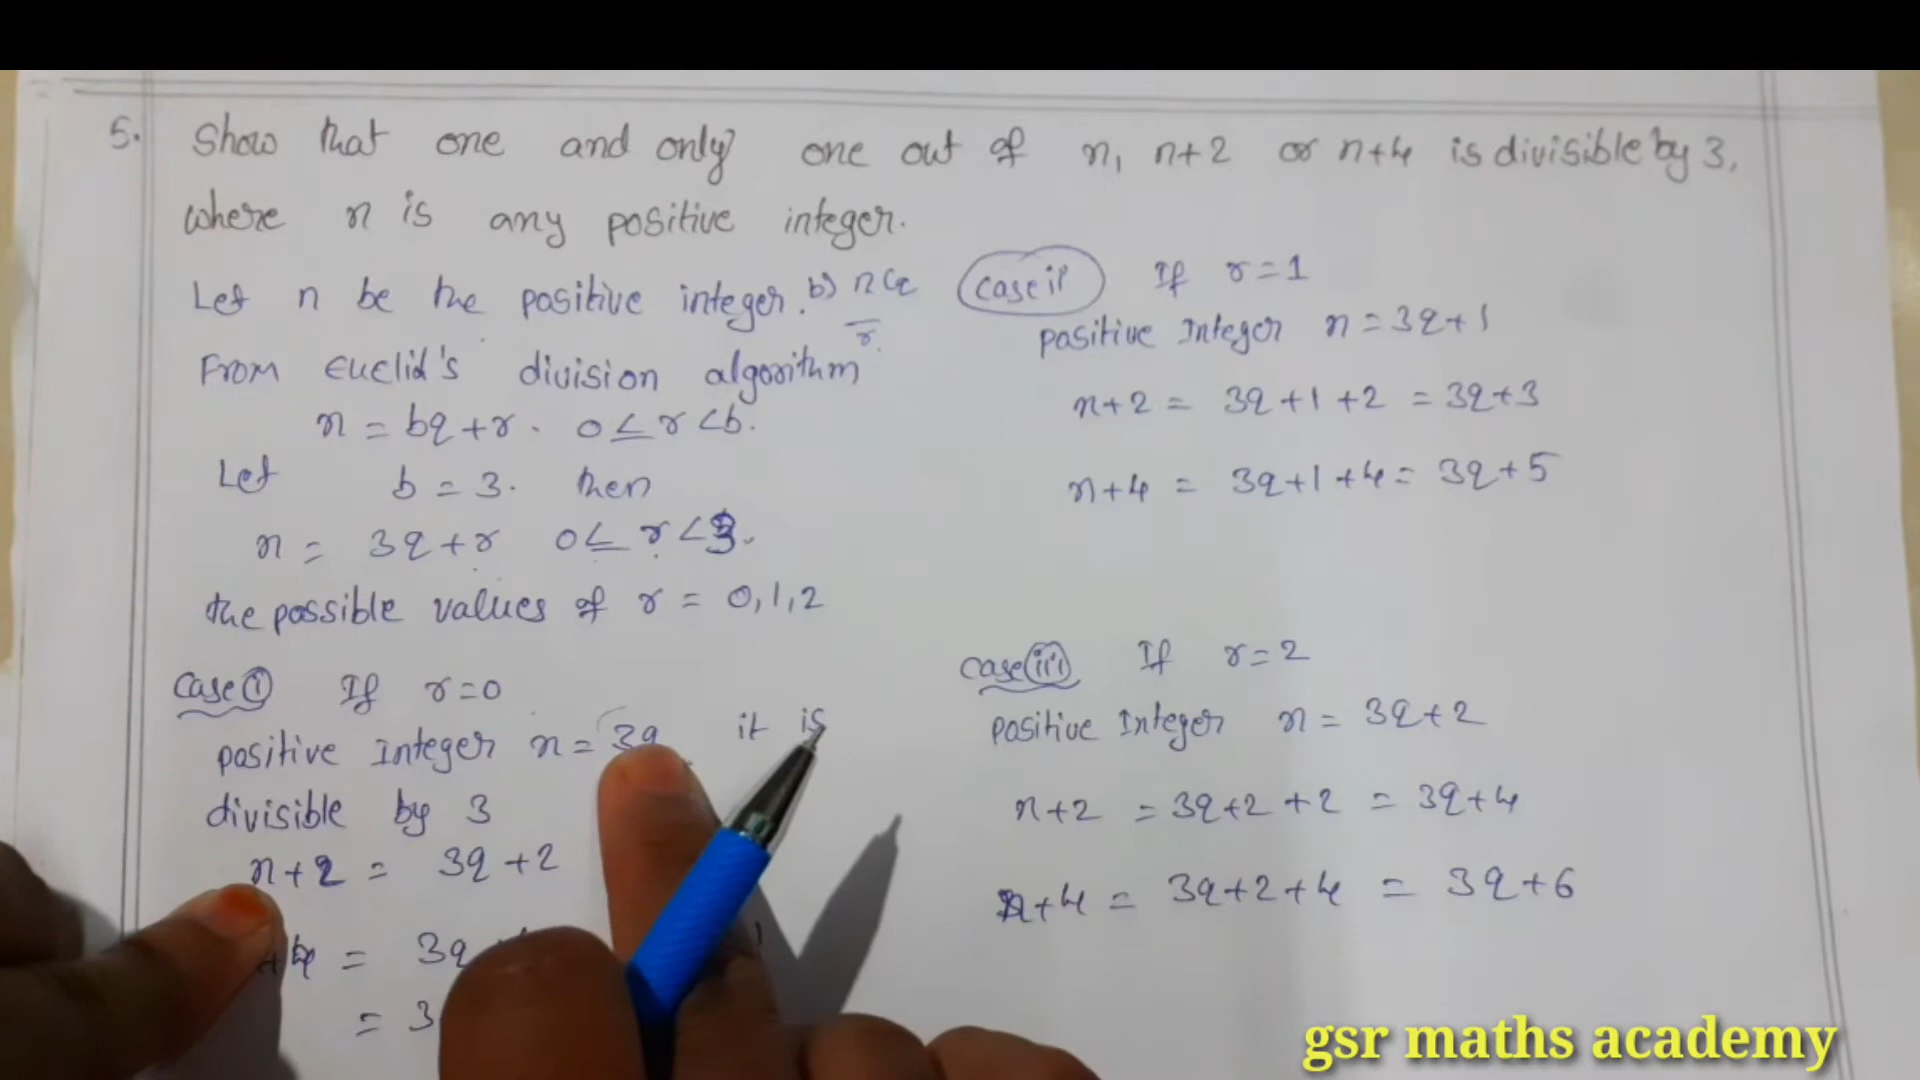 5. Show that one and only one out of n, n+2 or n+4 is divisible by 3,
where n is any positive integer.
Let n be the positive integer. b) n (q
r
From Euclid's division algorithm
n = bq+r. 0≤r<b.
Let b = 3. then
n = 3q+r 0≤ r<3.
the possible values of r = 0,1,2
Case (i) If r=0
positive Integer n = 3q it is
divisible by 3
n+2 = 3q+2
+4 = 3q
= 3
Case ii) If r=1
positive Integer n = 3q+1
n+2 = 3q+1+2 = 3q+3
n+4 = 3q+1+4 = 3q+5
Case (iii) If r=2
positive Integer n = 3q+2
n+2 = 3q+2+2 = 3q+4
n+4 = 3q+2+4 = 3q+6
gsr maths academy